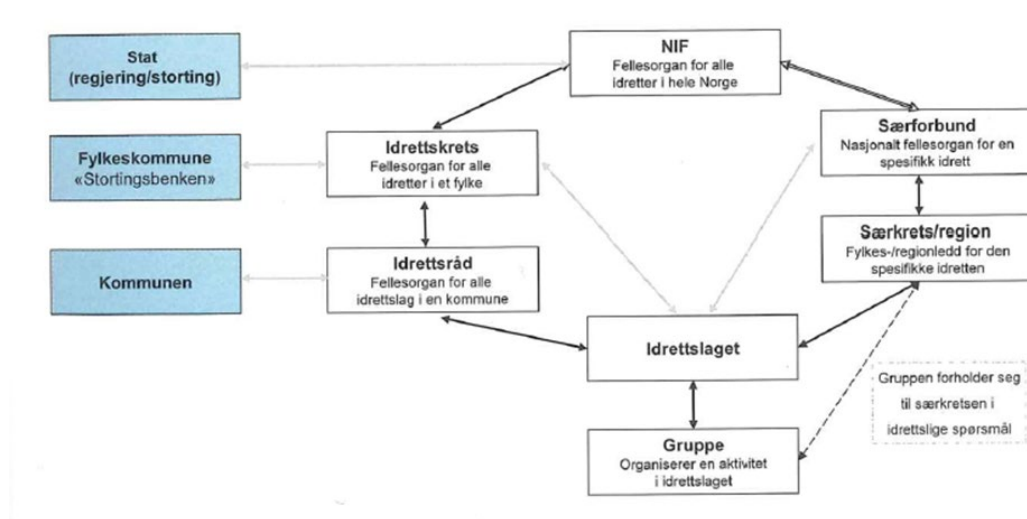 Stat
(regjering/storting)
NIF
Fellesorgan for alle
idretter i hele Norge
Fylkeskommune
«Stortingsbenken»
Idrettskrets
Fellesorgan for alle
idretter i et fylke
Særforbund
Nasjonalt fellesorgan for en
spesifikk idrett
Kommunen
Idrettsråd
Fellesorgan for alle
idrettslag i en kommune
Særkrets/region
Fylkes-/regionledd for den
spesifikke idretten
Idrettslaget
Gruppen forholder seg
til særkretsen i
idrettslige spørsmål
Gruppe
Organiserer en aktivitet
i idrettslaget